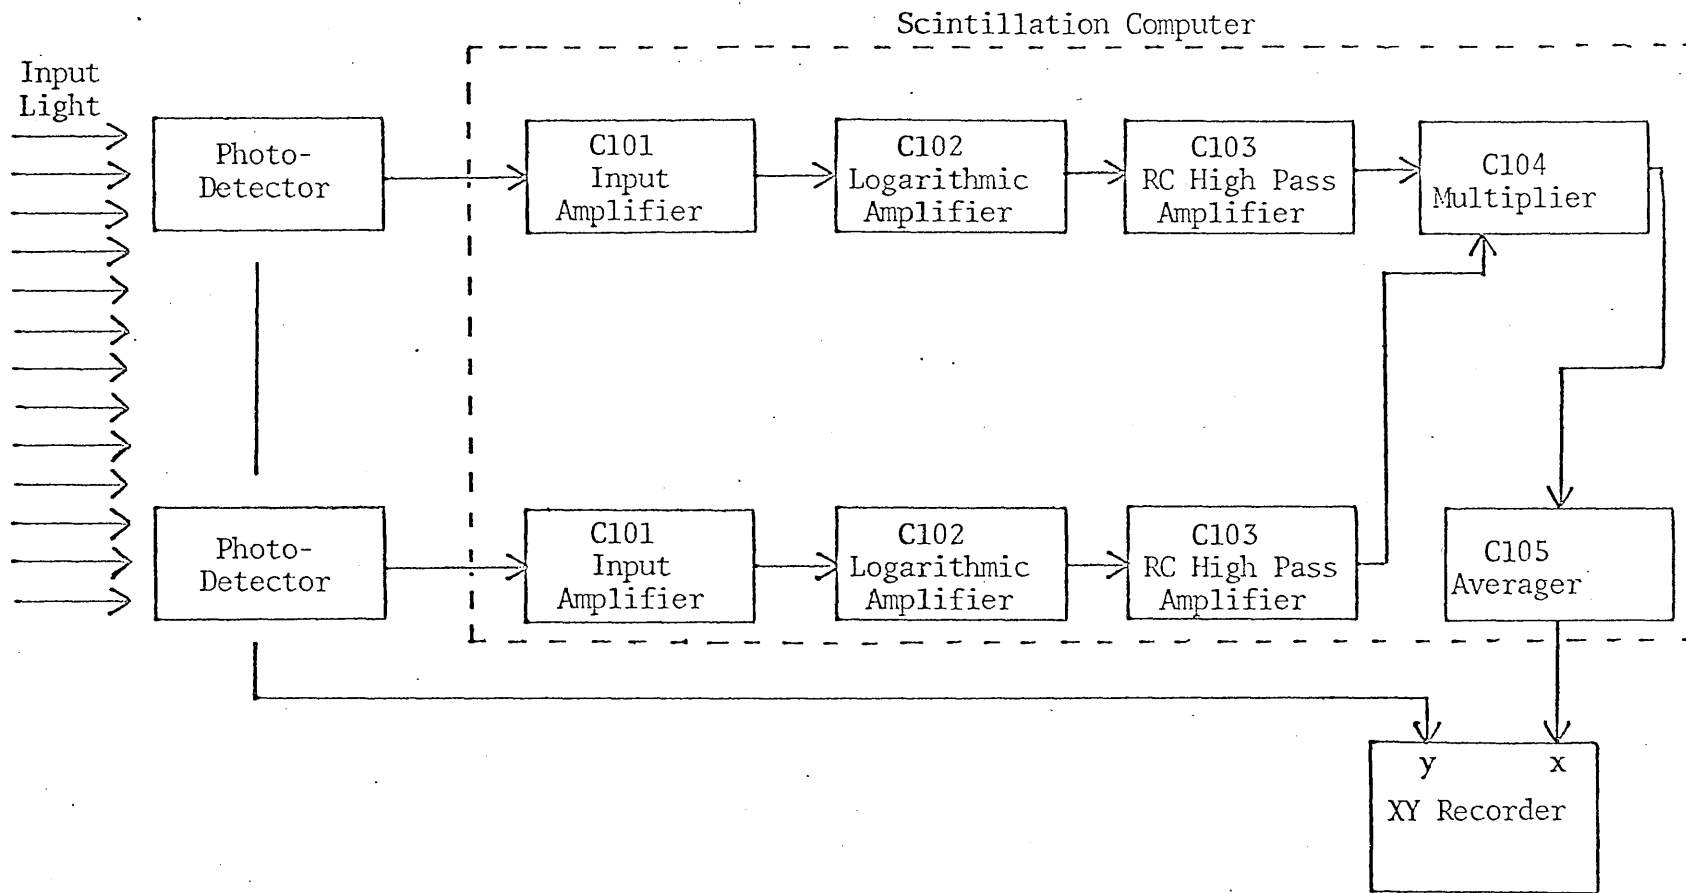 Scintillation Computer
Input
Light
Photo-
Detector
C101
Input
Amplifier
C102
Logarithmic
Amplifier
C103
RC High Pass
Amplifier
C104
Multiplier
Photo-
Detector
C101
Input
Amplifier
C102
Logarithmic
Amplifier
C103
RC High Pass
Amplifier
C105
Averager
y x
XY Recorder